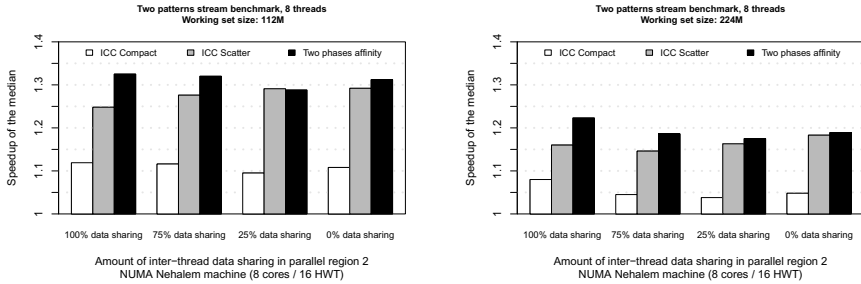 Two patterns stream benchmark, 8 threads
Working set size: 112M
ICC Compact
ICC Scatter
Two phases affinity
Speedup of the median
1.4
1.3
1.2
1.1
1
100% data sharing
75% data sharing
25% data sharing
0% data sharing
Amount of inter−thread data sharing in parallel region 2
NUMA Nehalem machine (8 cores / 16 HWT)
Two patterns stream benchmark, 8 threads
Working set size: 224M
ICC Compact
ICC Scatter
Two phases affinity
Speedup of the median
1.4
1.3
1.2
1.1
1
100% data sharing
75% data sharing
25% data sharing
0% data sharing
Amount of inter−thread data sharing in parallel region 2
NUMA Nehalem machine (8 cores / 16 HWT)